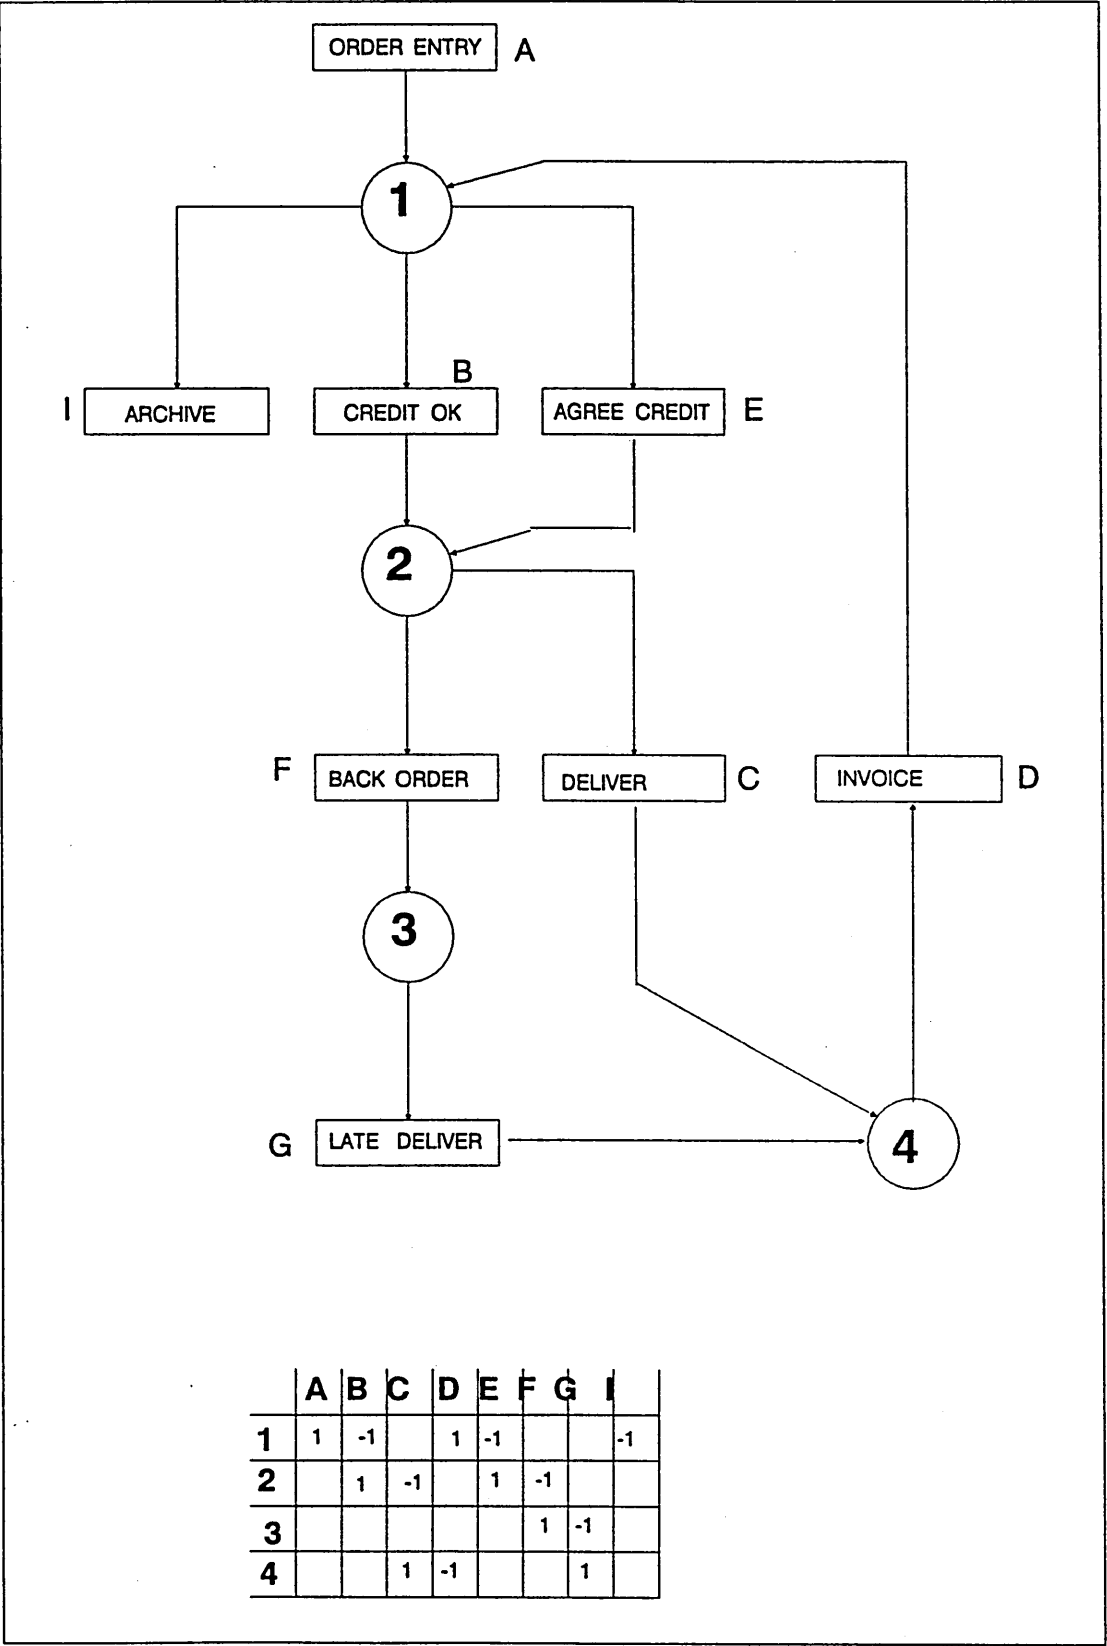 ORDER ENTRY A
1
B
I ARCHIVE CREDIT OK AGREE CREDIT E
2
F BACK ORDER DELIVER C INVOICE D
3
G LATE DELIVER 4
A B C D E F G I
1 1 -1 1 -1 -1
2 1 -1 1 -1
3 1 -1
4 1 -1 1